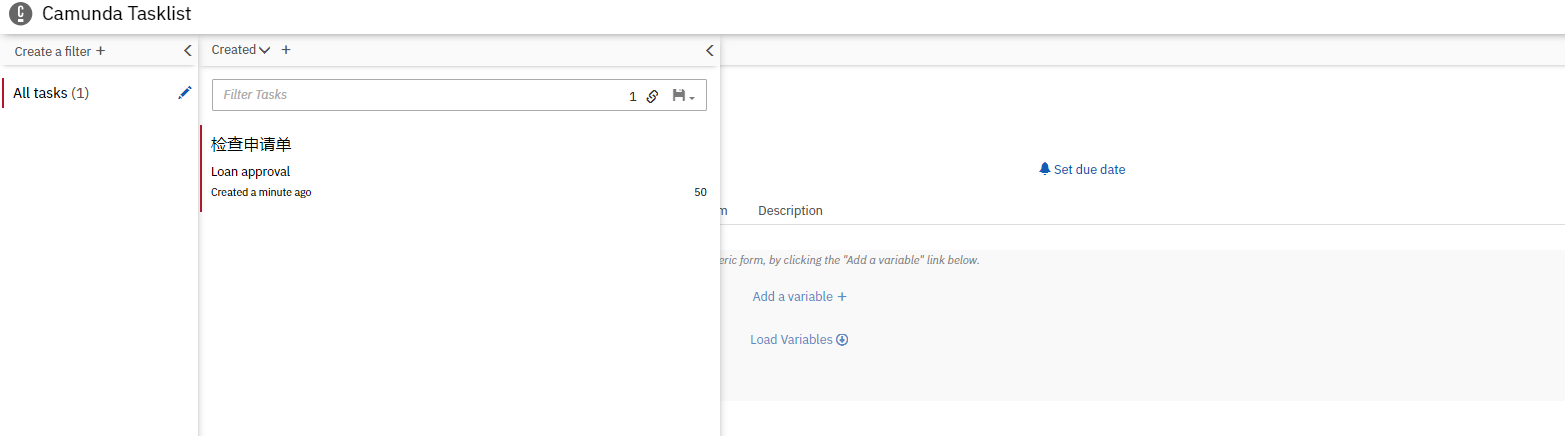 Camunda Tasklist
Create a filter +
Created +
All tasks (1)
Filter Tasks 1
检查申请单
Loan approval
Created a minute ago 50
Set due date
Description
form, by clicking the "Add a variable" link below.
Add a variable +
Load Variables